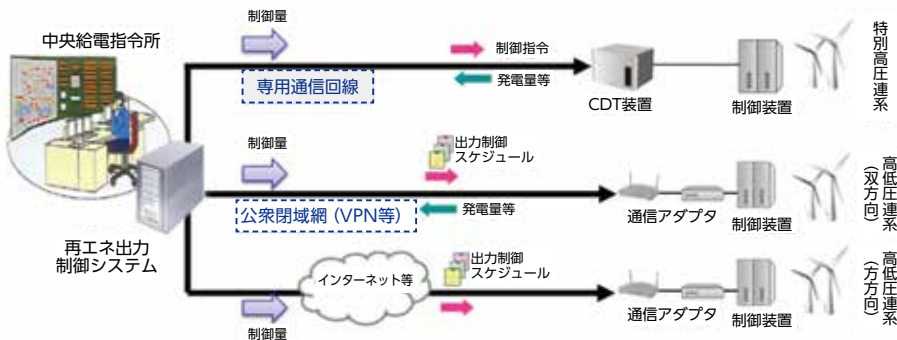 中央給電指令所
再エネ出力
制御システム
制御量
専用通信回線
制御指令
発電量等
CDT装置
制御装置
特別高圧連系
制御量
公衆閉域網（VPN等）
出力制御
スケジュール
発電量等
通信アダプタ
制御装置
高低圧連系
（双方向）
制御量
インターネット等
出力制御
スケジュール
通信アダプタ
制御装置
高低圧連系
（方方向）